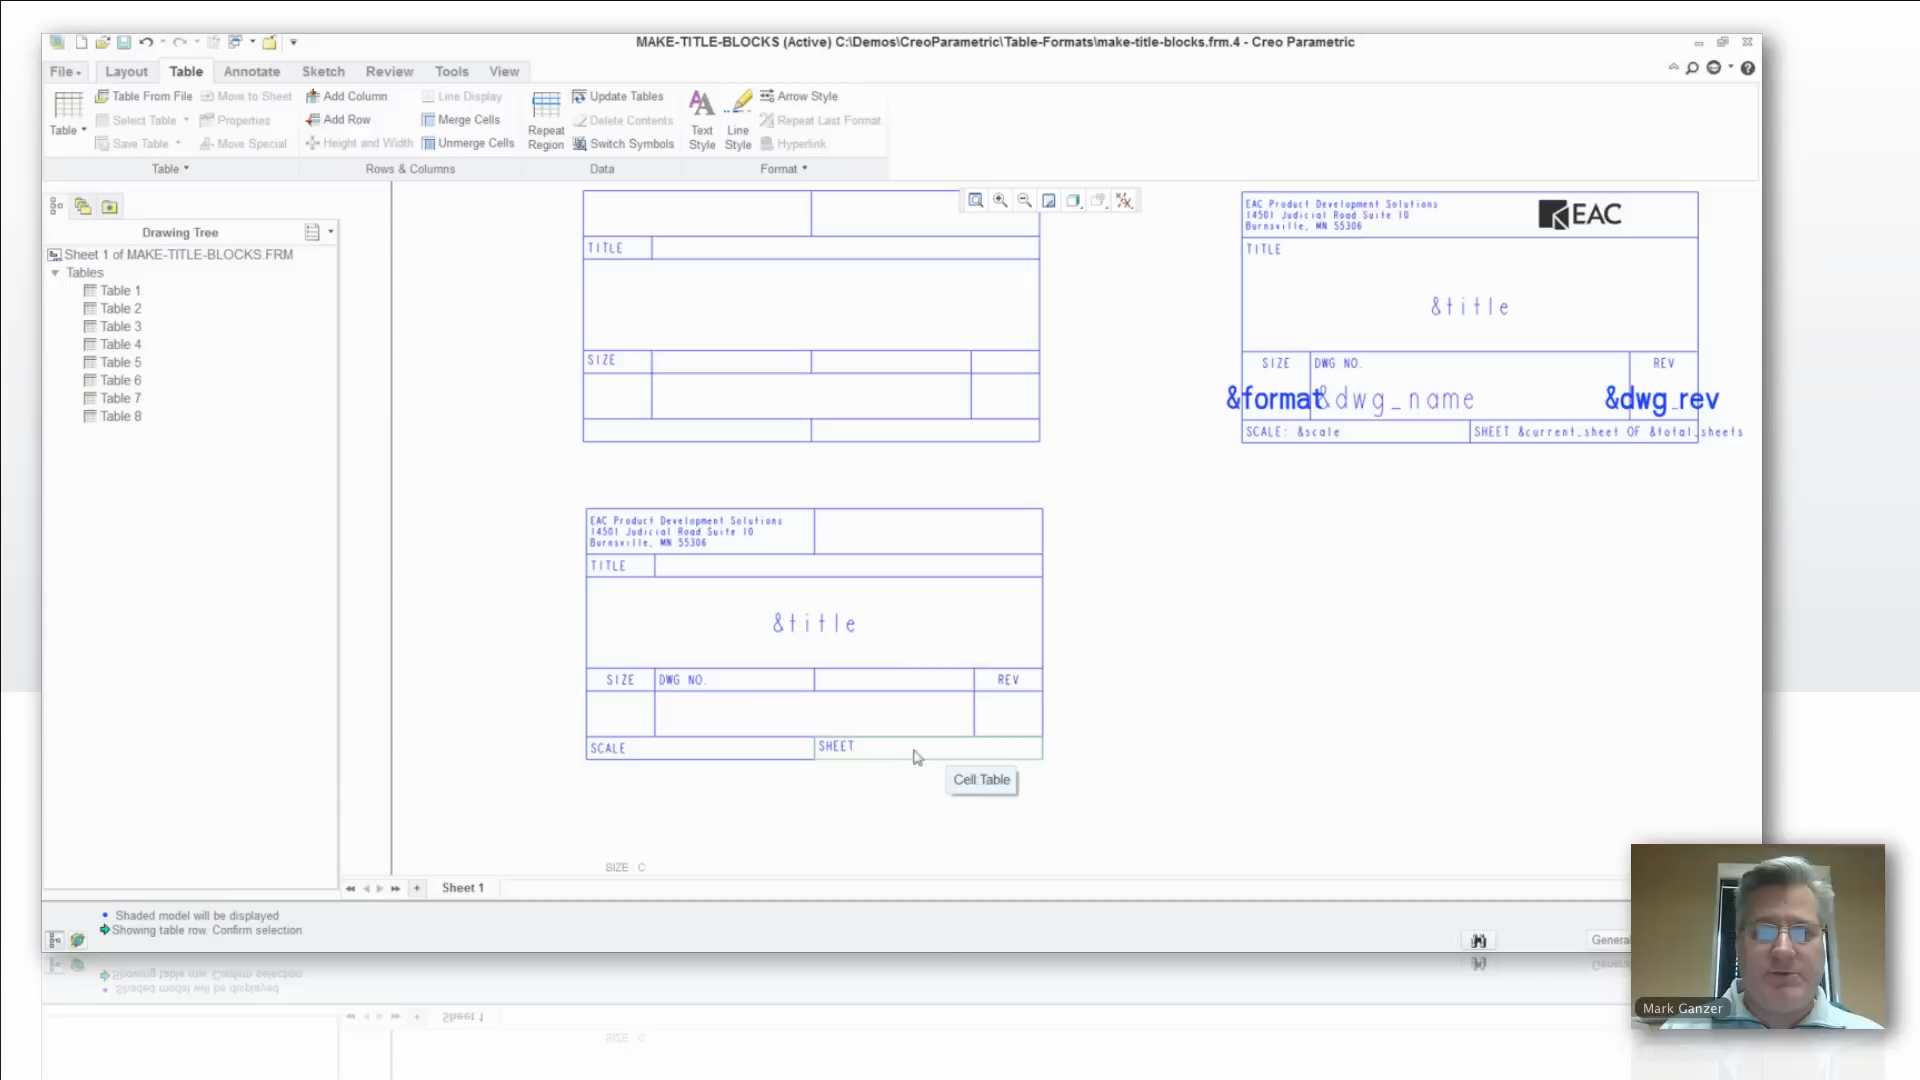 MAKE-TITLE-BLOCKS (Active) C:\Demos\CreoParametric\Table-Formats\make-title-blocks.frm.4 - Creo Parametric
File Layout Table Annotate Sketch Review Tools View
Table
Table From File
Select Table
Save Table
Move to Sheet
Properties
Move Special
Add Column
Add Row
Height and Width
Line Display
Merge Cells
Unmerge Cells
Repeat Region
Update Tables
Delete Contents
Switch Symbols
Text Style
Line Style
Arrow Style
Repeat Last Format
Hyperlink
Table Rows & Columns Data Format
Drawing Tree
Sheet 1 of MAKE-TITLE-BLOCKS.FRM
Tables
Table 1
Table 2
Table 3
Table 4
Table 5
Table 6
Table 7
Table 8
TITLE
SIZE
EAC Product Development Solutions
14501 Judicial Road Suite 10
Burnsville, MN 55306
EAC
TITLE
&title
SIZE DWG NO. REV
&format &dwg_name &dwg_rev
SCALE: &scale SHEET &current_sheet OF &total_sheets
EAC Product Development Solutions
14501 Judicial Road Suite 10
Burnsville, MN 55306
TITLE
&title
SIZE DWG NO. REV
SCALE SHEET
Cell:Table
SIZE : C
Sheet 1
Shaded model will be displayed
Showing table row. Confirm selection.
General
Mark Ganzer